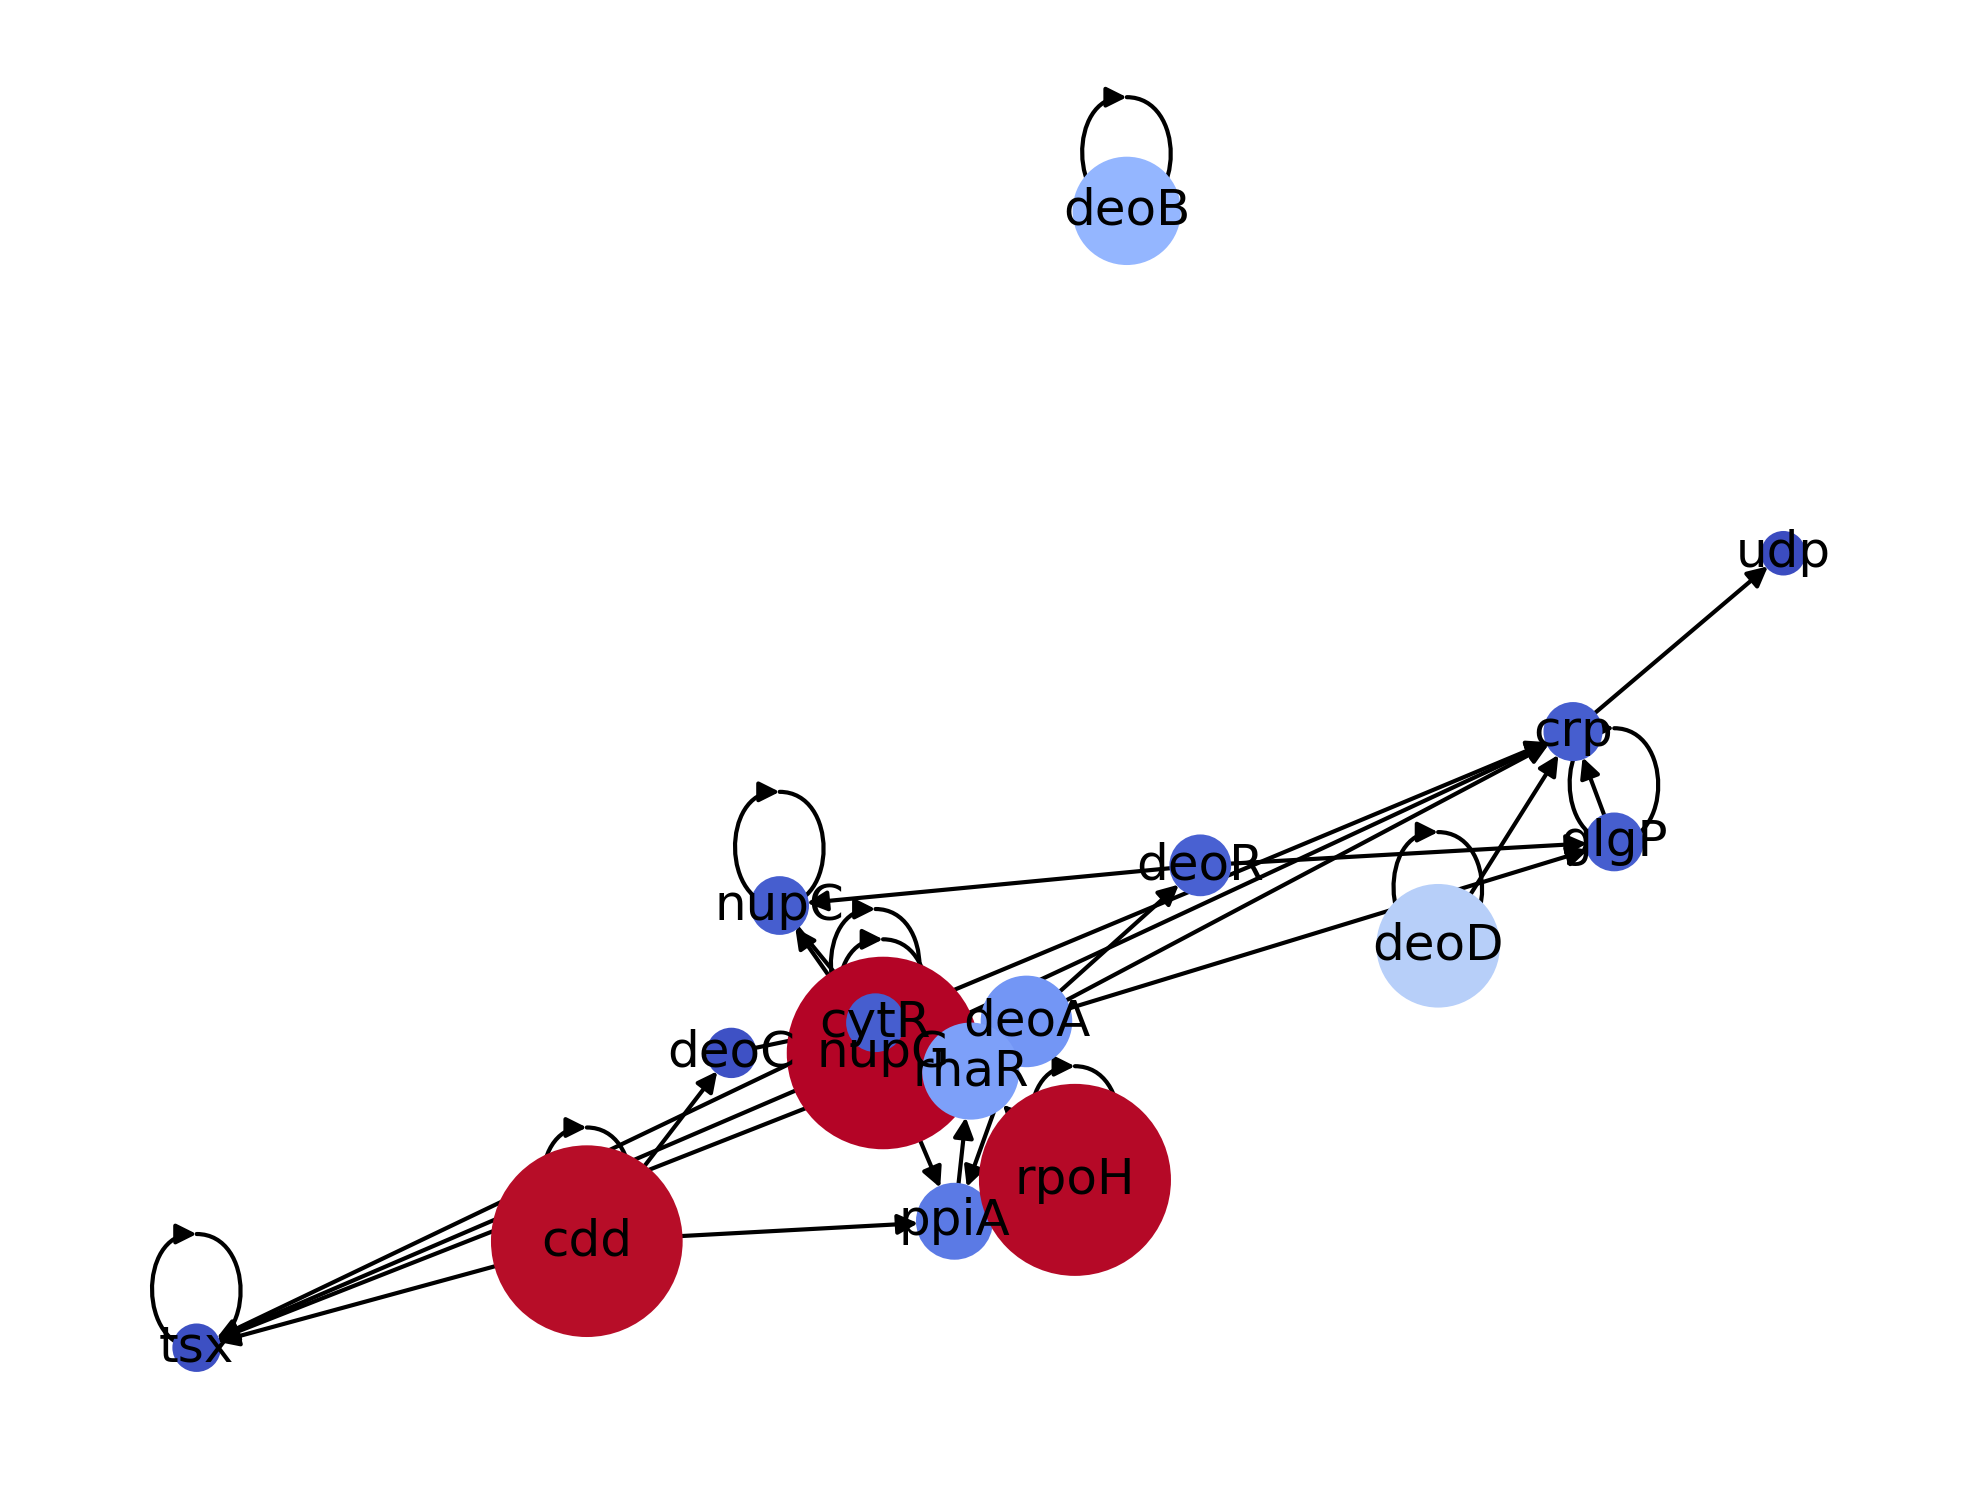 deoB
udp
crp
glgP
deoR
nupC
deoD
cytR
deoA
deoC
nupG
rhaR
rpoH
ppiA
cdd
tsx